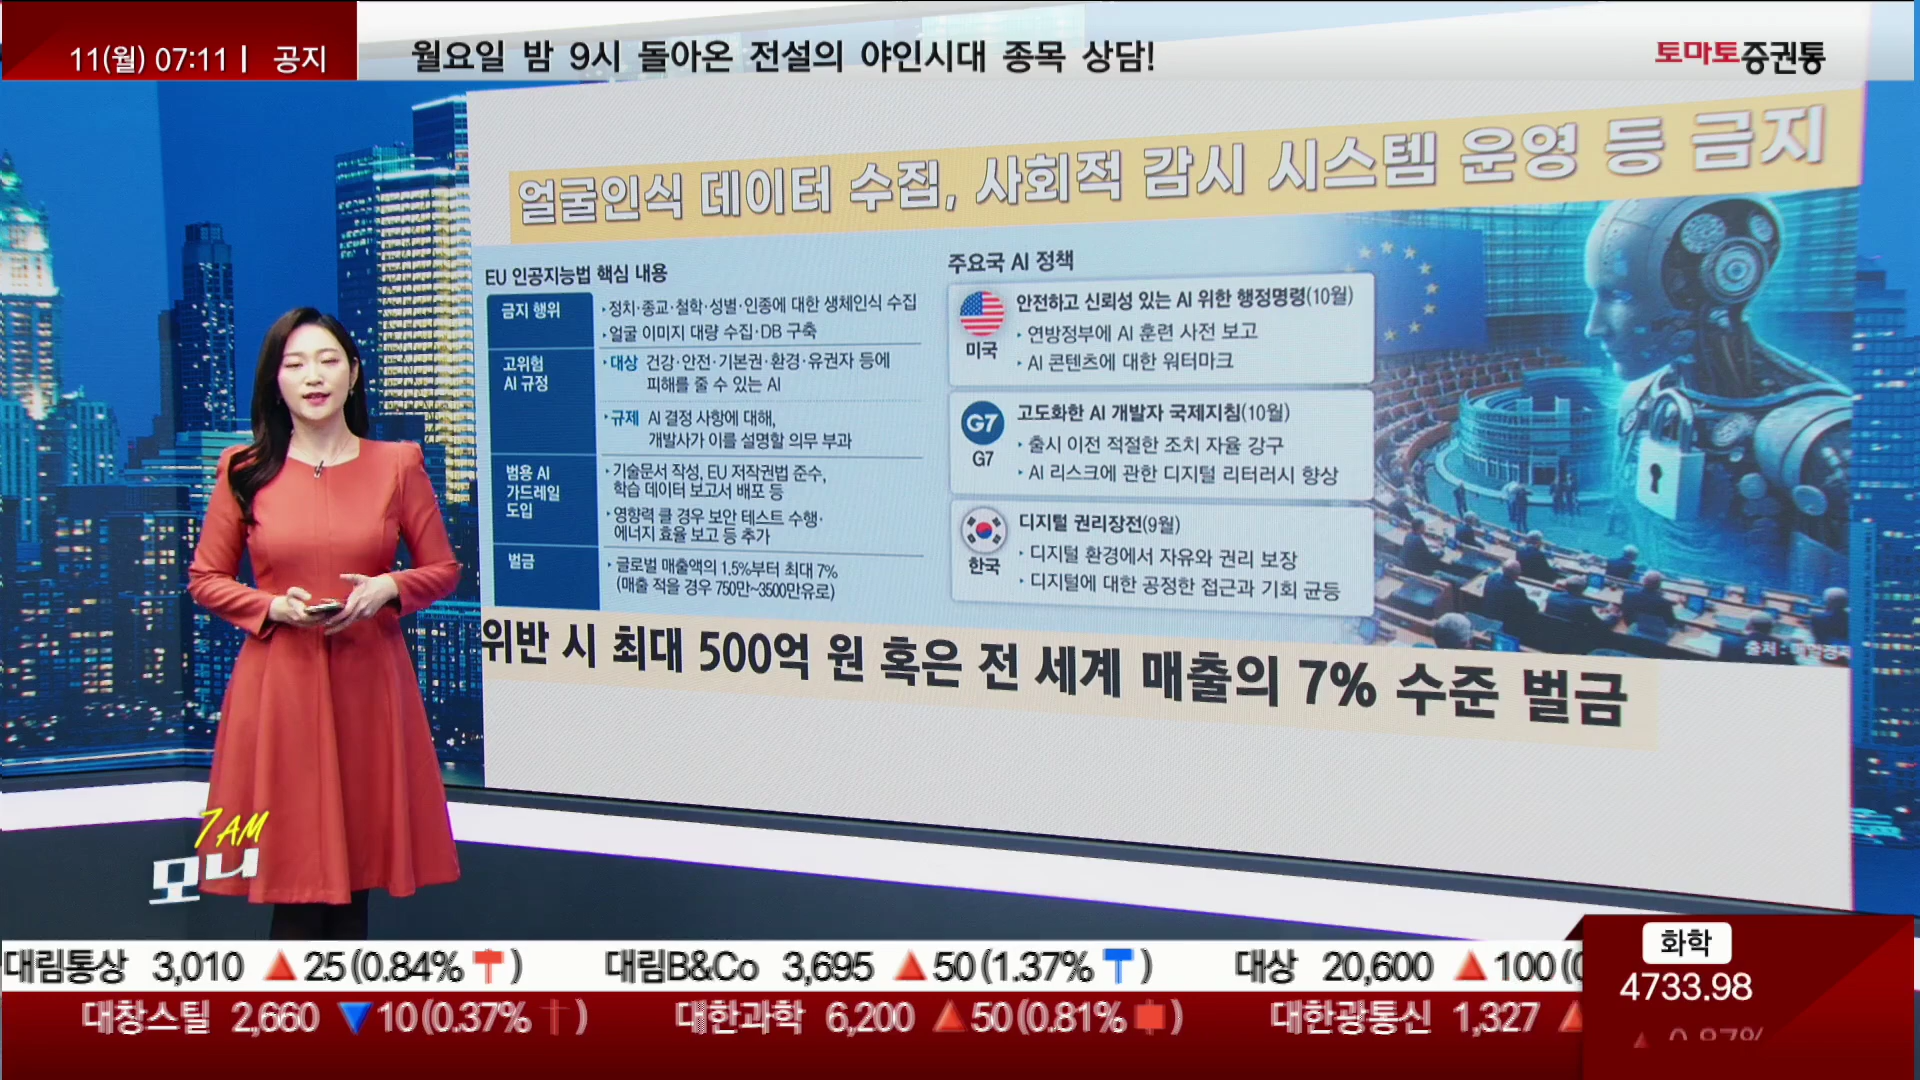 11(월) 07:11 | 공지
월요일 밤 9시 돌아온 전설의 야인시대 종목 상담!
토마토증권통
얼굴인식 데이터 수집, 사회적 감시 시스템 운영 등 금지
EU 인공지능법 핵심 내용
금지 행위
정치·종교·철학·성별·인종에 대한 생체인식 수집
얼굴 이미지 대량 수집·DB 구축
고위험
AI 규정
대상 건강·안전·기본권·환경·유권자 등에
피해를 줄 수 있는 AI
규제 AI 결정 사항에 대해,
개발사가 이를 설명할 의무 부과
범용 AI
가드레일
도입
기술문서 작성, EU 저작권법 준수,
학습 데이터 보고서 배포 등
영향력 클 경우 보안 테스트 수행·
에너지 효율 보고 등 추가
벌금
글로벌 매출액의 1.5%부터 최대 7%
(매출 적을 경우 750만~3500만유로)
주요국 AI 정책
미국
안전하고 신뢰성 있는 AI 위한 행정명령(10월)
연방정부에 AI 훈련 사전 보고
AI 콘텐츠에 대한 워터마크
G7
G7
고도화한 AI 개발자 국제지침(10월)
출시 이전 적절한 조치 자율 강구
AI 리스크에 관한 디지털 리터러시 향상
한국
디지털 권리장전(9월)
디지털 환경에서 자유와 권리 보장
디지털에 대한 공정한 접근과 기회 균등
출처 : 매일경제
위반 시 최대 500억 원 혹은 전 세계 매출의 7% 수준 벌금
7AM
모니
대림통상 3,010 ▲25(0.84% ) 대림B&Co 3,695 ▲50(1.37% ) 대상 20,600 ▲100(
대창스틸 2,660 ▼10(0.37% ) 대한과학 6,200 ▲50(0.81% ) 대한광통신 1,327 ▲
화학
4733.98
▲ 0.87%